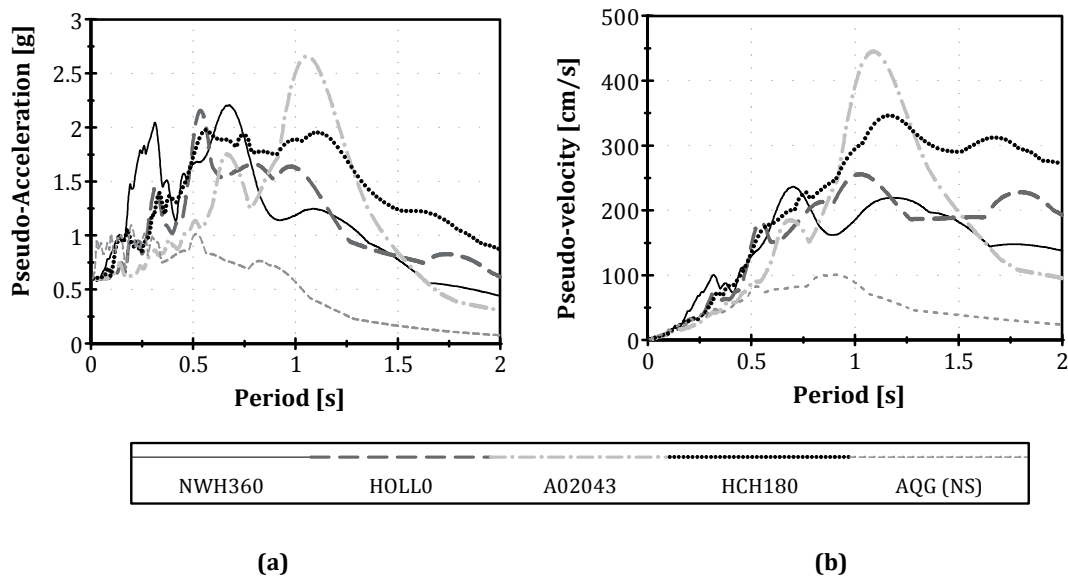 Pseudo-Acceleration [g]
3
2.5
2
1.5
1
0.5
0
0 0.5 1 1.5 2
Period [s]
Pseudo-velocity [cm/s]
500
400
300
200
100
0
0 0.5 1 1.5 2
Period [s]
NWH360 HOLL0 A02043 HCH180 AQG (NS)
(a) (b)